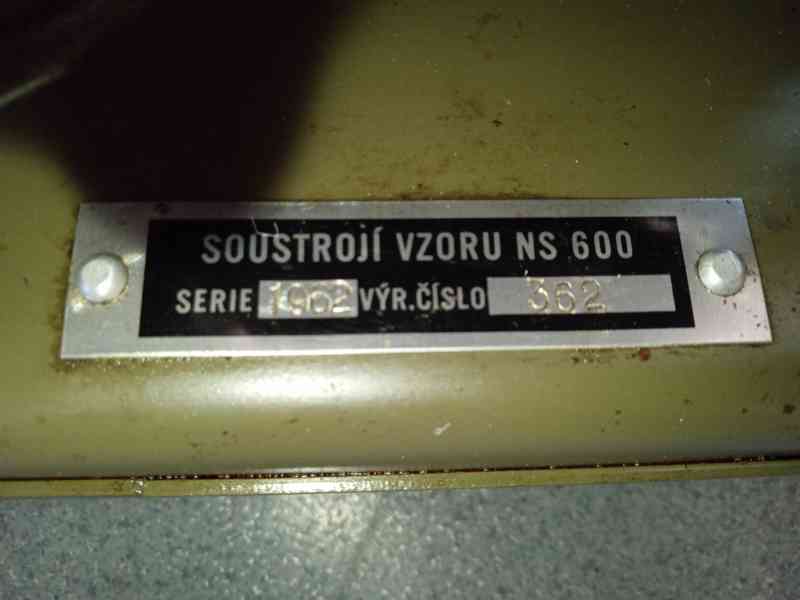 SOUSTROJÍ VZORU NS 600
SERIE 1962 VÝR.ČÍSLO 362